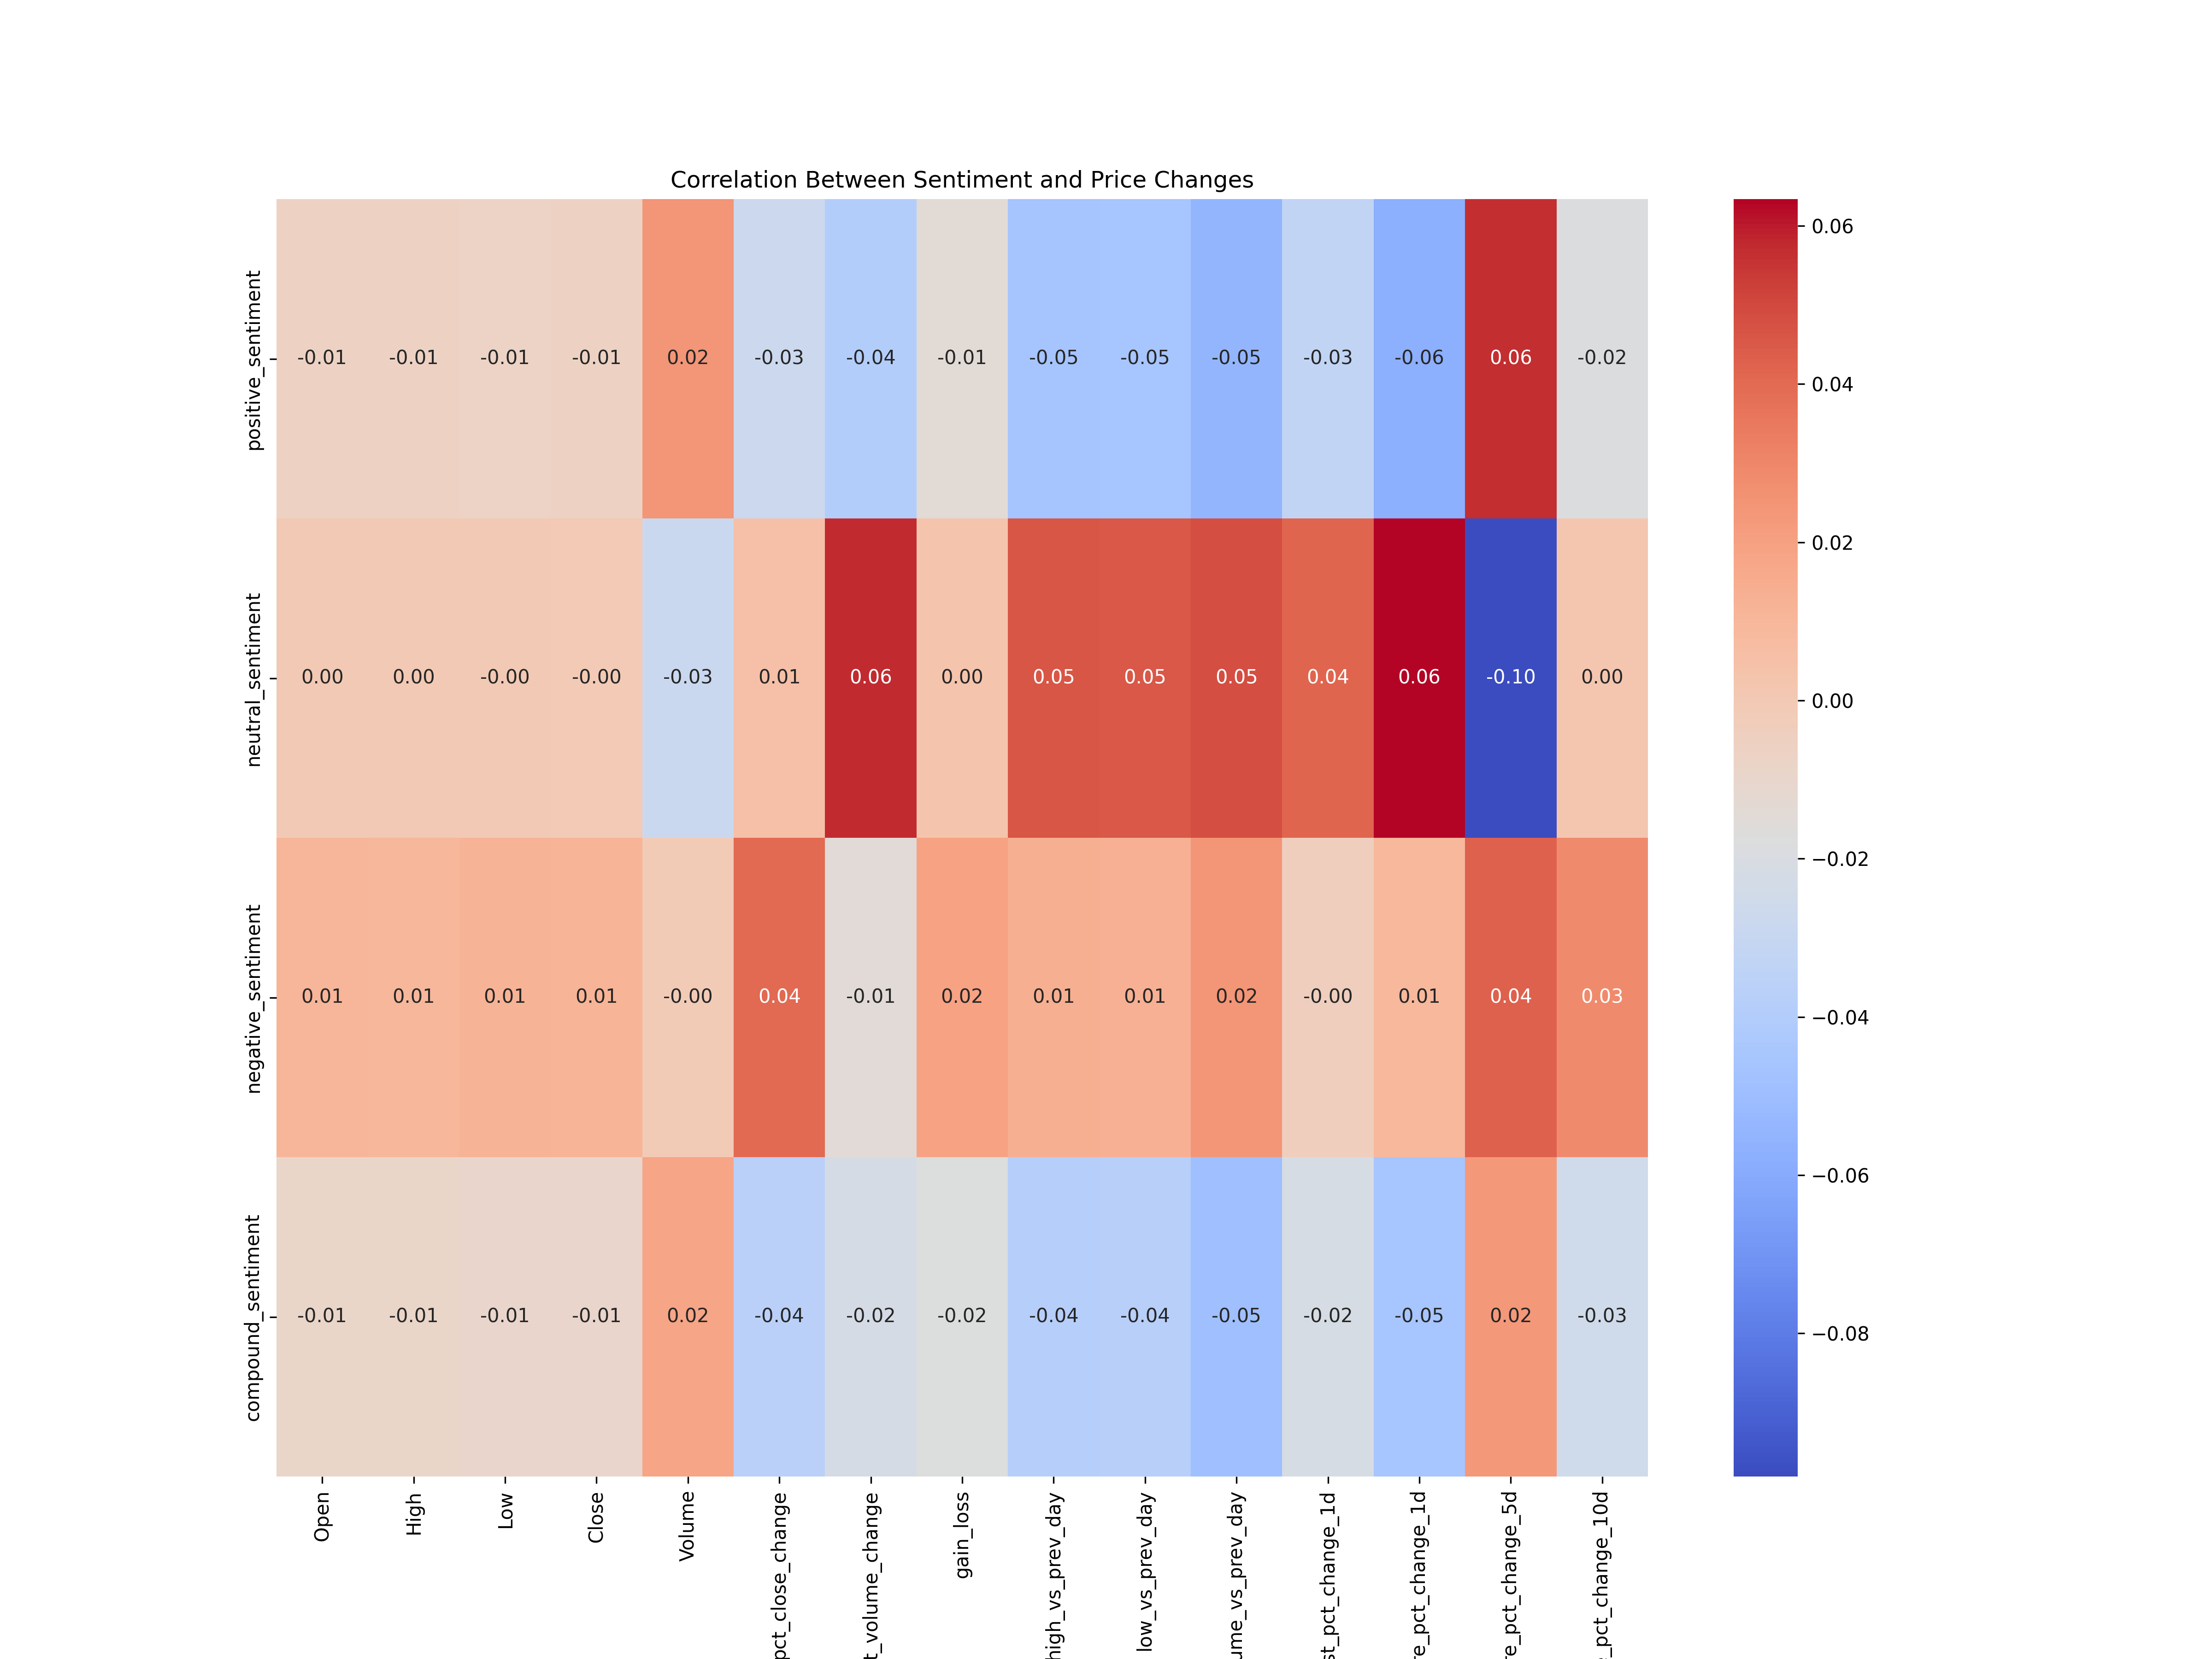 Correlation Between Sentiment and Price Changes
positive_sentiment
-0.01 -0.01 -0.01 -0.01 0.02 -0.03 -0.04 -0.01 -0.05 -0.05 -0.05 -0.03 -0.06 0.06 -0.02
neutral_sentiment
0.00 0.00 -0.00 -0.00 -0.03 0.01 0.06 0.00 0.05 0.05 0.05 0.04 0.06 -0.10 0.00
negative_sentiment
0.01 0.01 0.01 0.01 -0.00 0.04 -0.01 0.02 0.01 0.01 0.02 -0.00 0.01 0.04 0.03
compound_sentiment
-0.01 -0.01 -0.01 -0.01 0.02 -0.04 -0.02 -0.02 -0.04 -0.04 -0.05 -0.02 -0.05 0.02 -0.03
Open
High
Low
Close
Volume
pct_close_change
t_volume_change
gain_loss
high_vs_prev_day
low_vs_prev_day
ume_vs_prev_day
st_pct_change_1d
re_pct_change_1d
re_pct_change_5d
_pct_change_10d
0.06
0.04
0.02
0.00
−0.02
−0.04
−0.06
−0.08